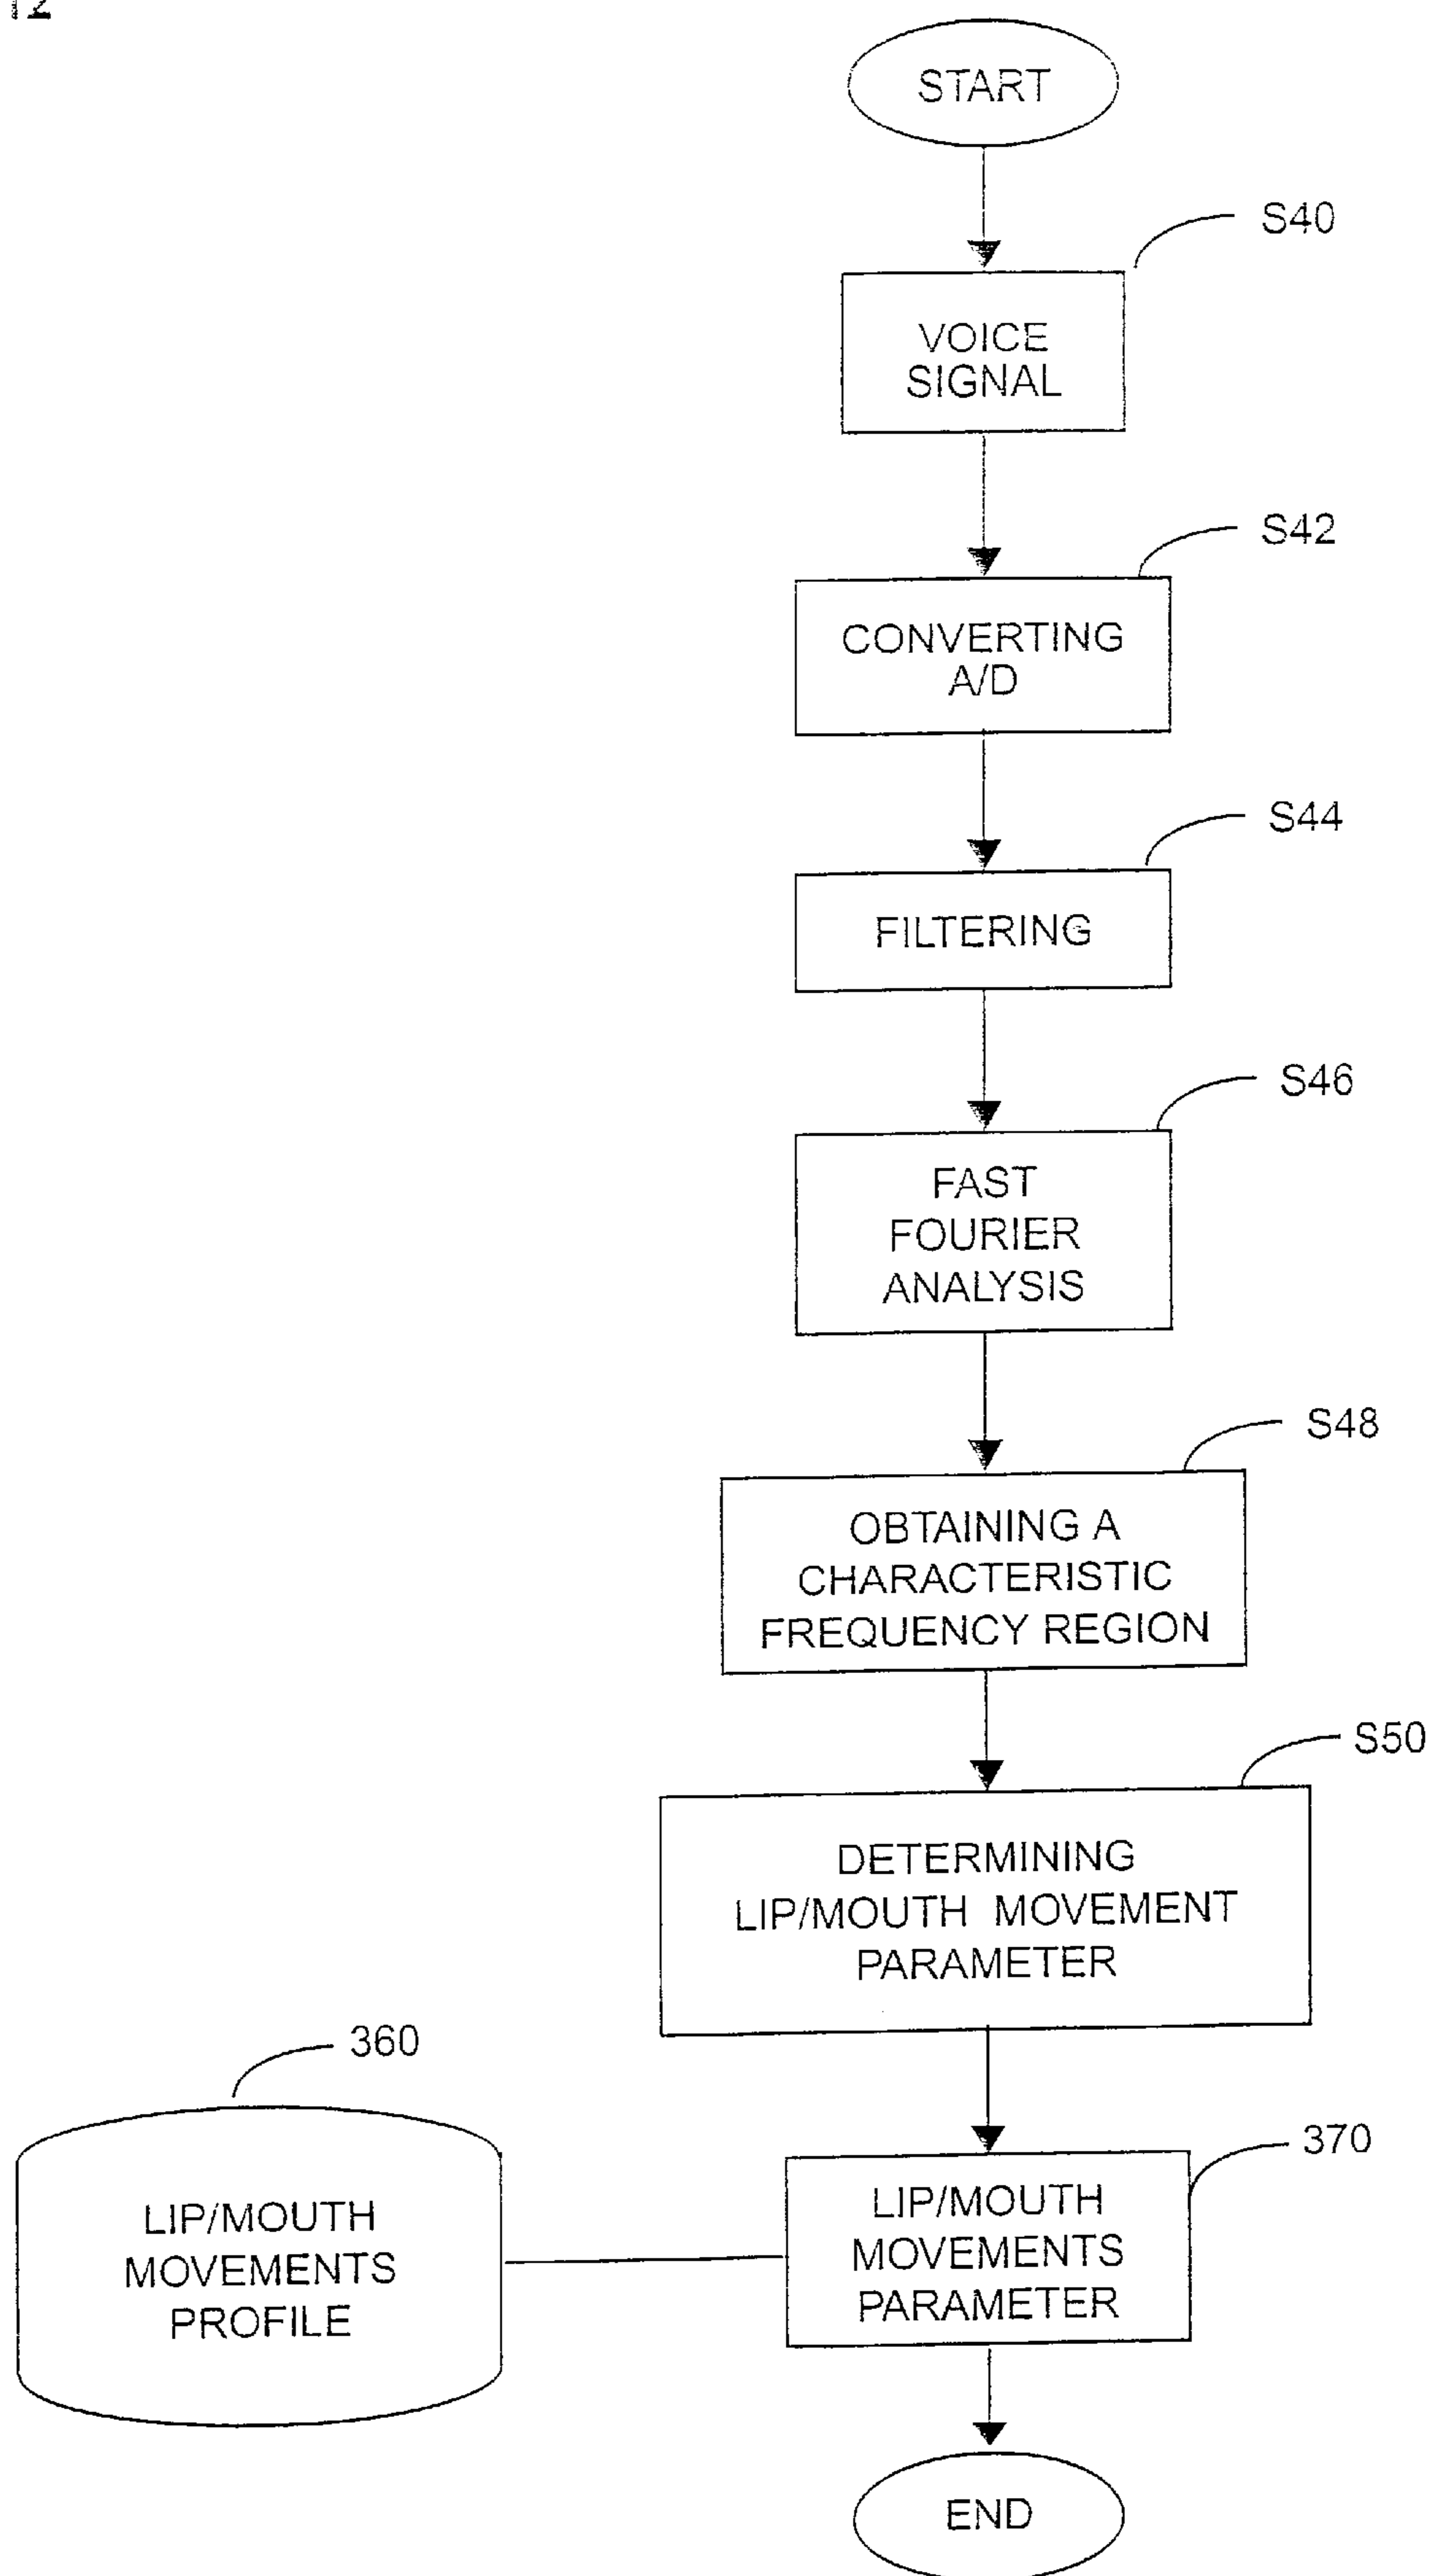 12
START
S40
VOICE
SIGNAL
S42
CONVERTING
A/D
S44
FILTERING
S46
FAST
FOURIER
ANALYSIS
S48
OBTAINING A
CHARACTERISTIC
FREQUENCY REGION
S50
DETERMINING
LIP/MOUTH MOVEMENT
PARAMETER
360
LIP/MOUTH
MOVEMENTS
PROFILE
370
LIP/MOUTH
MOVEMENTS
PARAMETER
END